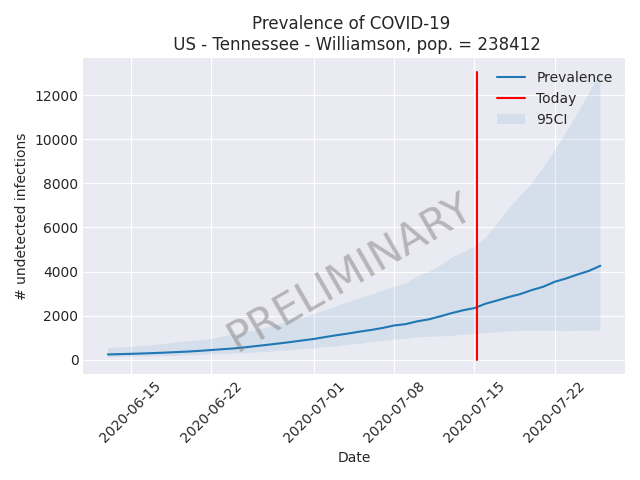 Prevalence of COVID-19
US - Tennessee - Williamson, pop. = 238412
Prevalence
Today
95CI
12000
10000
8000
6000
4000
2000
0
# undetected infections
PRELIMINARY
2020-06-15
2020-06-22
2020-07-01
2020-07-08
2020-07-15
2020-07-22
Date